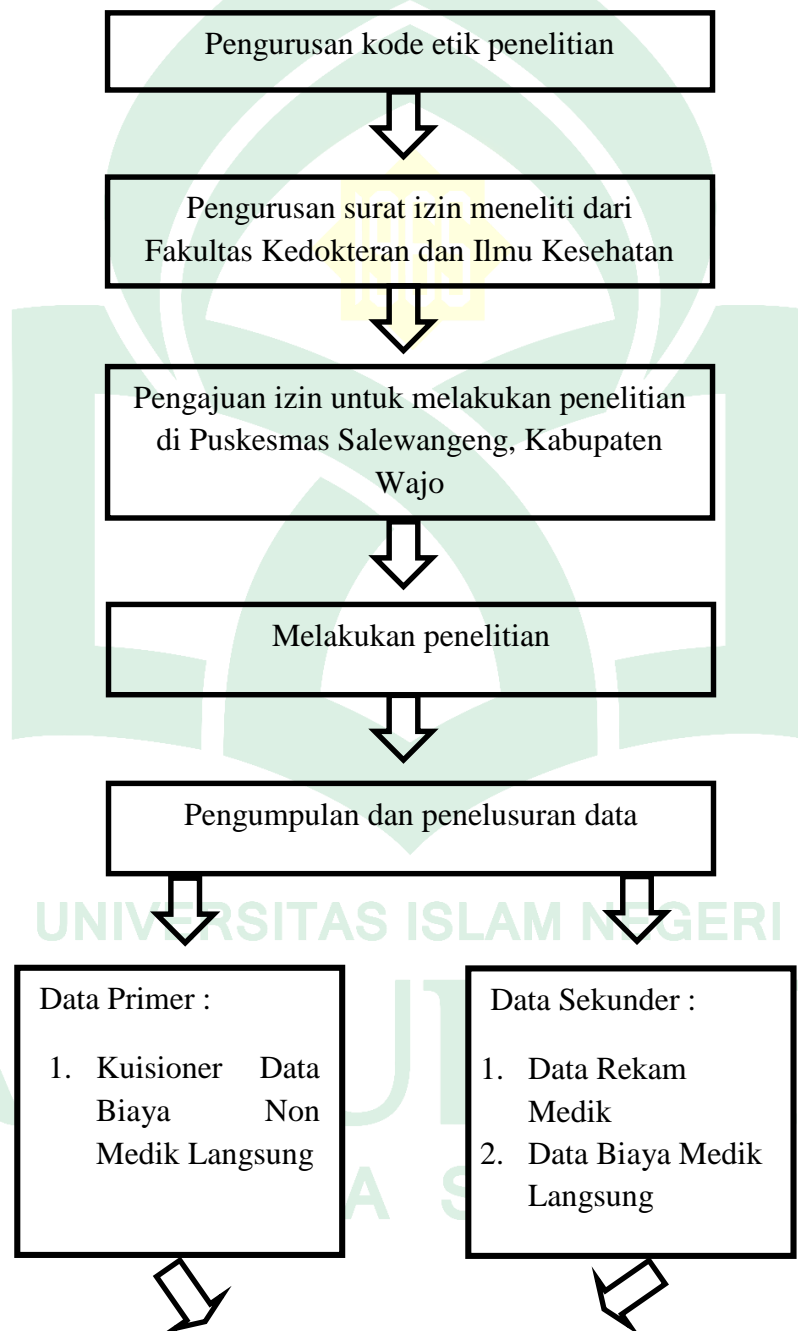 Pengurusan kode etik penelitian
Pengurusan surat izin meneliti dari
Fakultas Kedokteran dan Ilmu Kesehatan
Pengajuan izin untuk melakukan penelitian
di Puskesmas Salewangeng, Kabupaten
Wajo
Melakukan penelitian
Pengumpulan dan penelusuran data
UNIVERSITAS ISLAM NEGERI
Data Primer :
1. Kuisioner Data
Biaya Non
Medik Langsung
Data Sekunder :
1. Data Rekam
Medik
2. Data Biaya Medik
Langsung